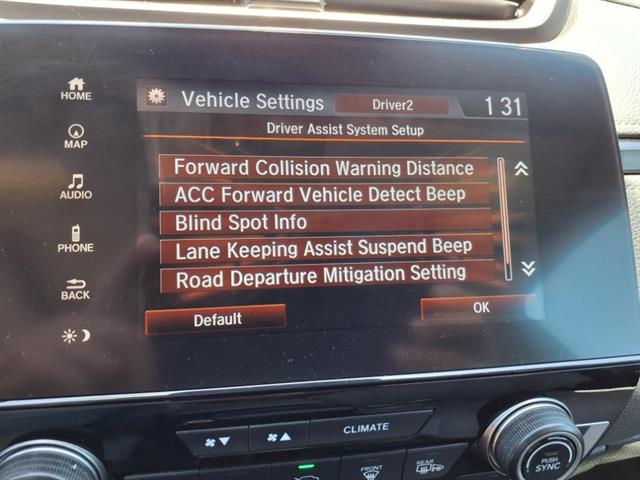 HOME
MAP
AUDIO
PHONE
BACK
Vehicle Settings
Driver2
1 31
Driver Assist System Setup
Forward Collision Warning Distance
ACC Forward Vehicle Detect Beep
Blind Spot Info
Lane Keeping Assist Suspend Beep
Road Departure Mitigation Setting
Default
OK
CLIMATE
FRONT
REAR
PUSH
SYNC